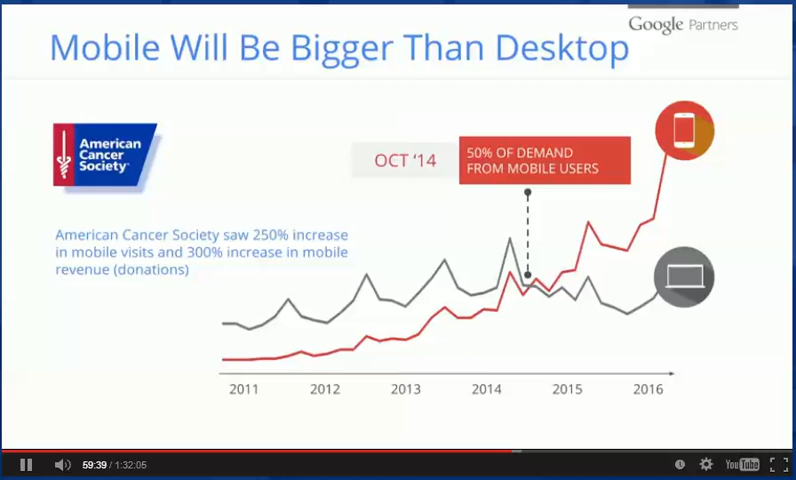 Google Partners
Mobile Will Be Bigger Than Desktop
American
Cancer
Society
OCT ‘14
50% OF DEMAND
FROM MOBILE USERS
American Cancer Society saw 250% increase
in mobile visits and 300% increase in mobile
revenue (donations)
2011 2012 2013 2014 2015 2016
59:39 / 1:32:05
YouTube